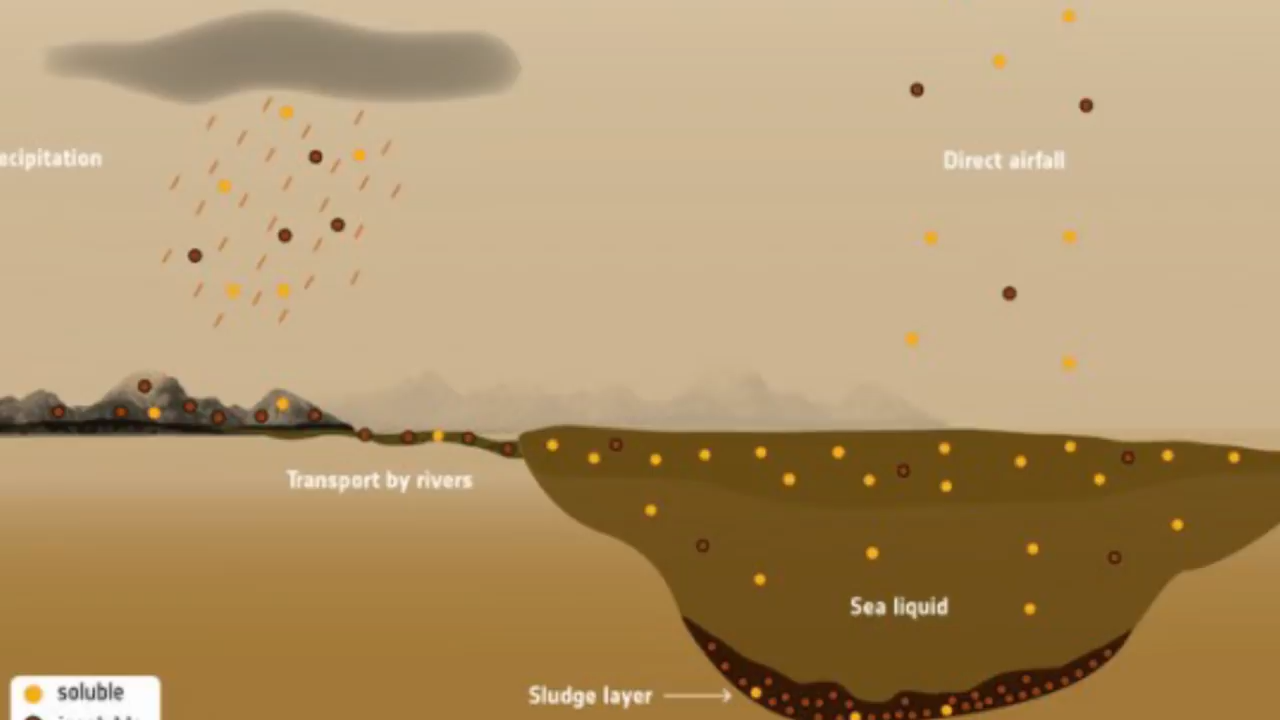 ecipitation
Direct airfall
Transport by rivers
Sea liquid
Sludge layer
soluble